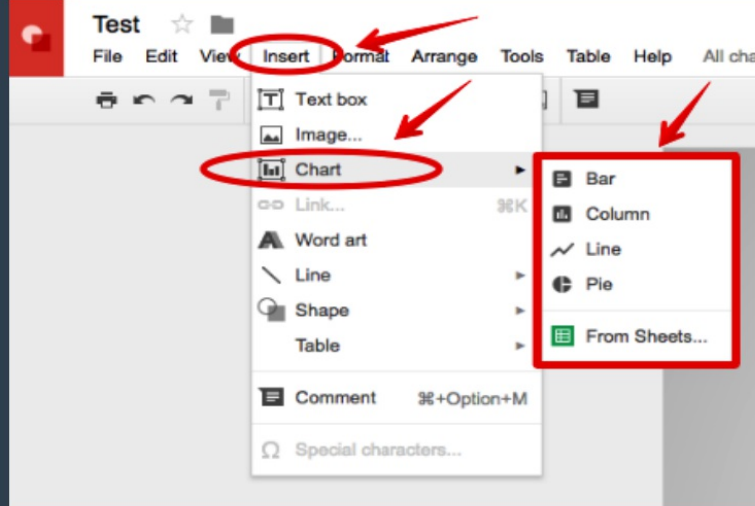 Test
File Edit View Insert Format Arrange Tools Table Help All cha
Text box
Image...
Chart
Link... ⌘K
Word art
Line
Shape
Table
Comment ⌘+Option+M
Special characters...
Bar
Column
Line
Pie
From Sheets...